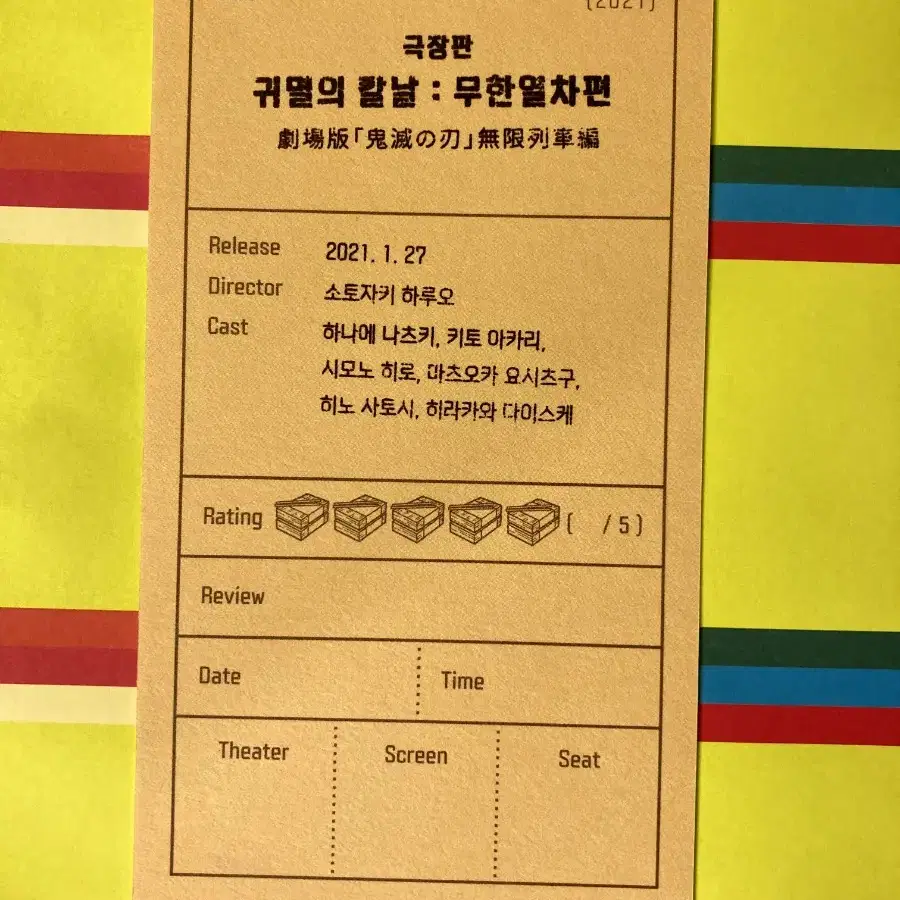 (2021)
극장판
귀멸의 칼날 : 무한열차편
劇場版「鬼滅の刃」無限列車編
Release 2021. 1. 27
Director 소토자키 하루오
Cast 하나에 나츠키, 키토 아카리,
시모노 히로, 마츠오카 요시츠구,
히노 사토시, 히라카와 다이스케
Rating ( / 5 )
Review
Date Time
Theater Screen Seat